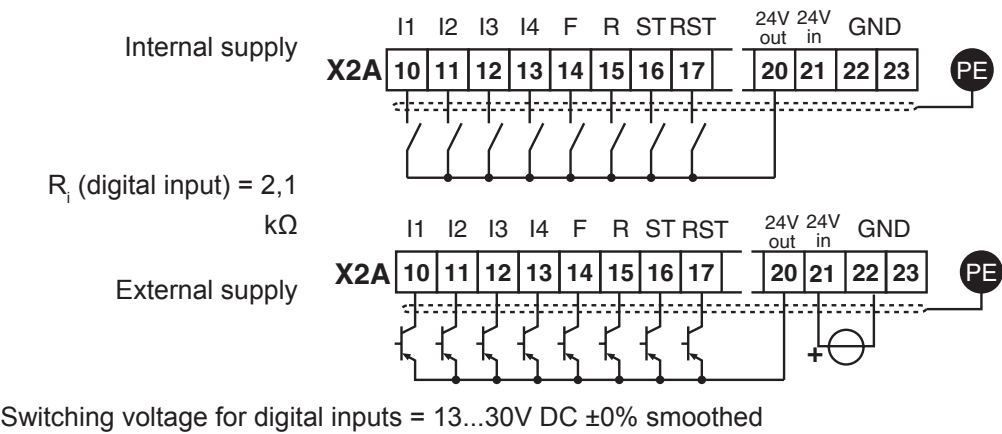 I1 I2 I3 I4 F R ST RST 24V out 24V in GND
Internal supply
X2A 10 11 12 13 14 15 16 17 20 21 22 23 PE
Ri (digital input) = 2,1
kΩ
I1 I2 I3 I4 F R ST RST 24V out 24V in GND
X2A 10 11 12 13 14 15 16 17 20 21 22 23 PE
External supply
+
Switching voltage for digital inputs = 13...30V DC ±0% smoothed